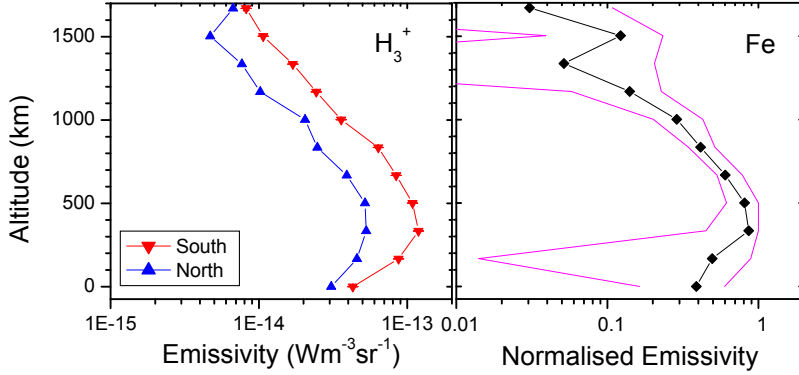 H₃⁺
Fe
Altitude (km)
1500
1000
500
0
South
North
1E-15
1E-14
1E-13
0.01
0.1
1
Emissivity (Wm⁻³sr⁻¹)
Normalised Emissivity